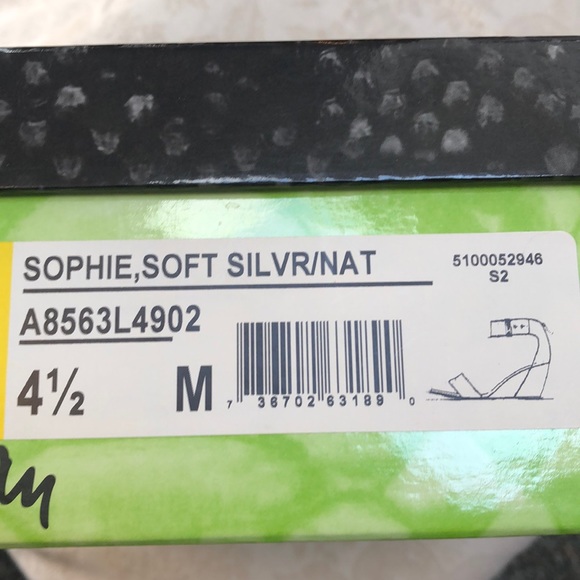 SOPHIE,SOFT SILVR/NAT
5100052946
S2
A8563L4902
4½ M
7 36702 63189 0